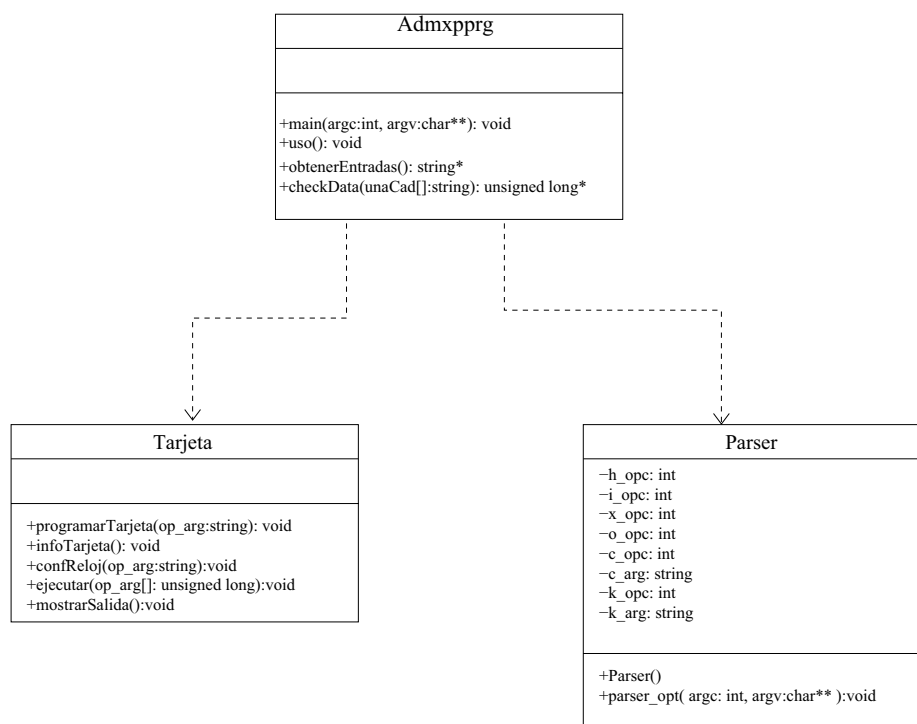 Admxpprg
+main(argc:int, argv:char**): void
+uso(): void
+obtenerEntradas(): string*
+checkData(unaCad[]:string): unsigned long*
Tarjeta
+programarTarjeta(op_arg:string): void
+infoTarjeta(): void
+confReloj(op_arg:string):void
+ejecutar(op_arg[]: unsigned long):void
+mostrarSalida():void
Parser
−h_opc: int
−i_opc: int
−x_opc: int
−o_opc: int
−c_opc: int
−c_arg: string
−k_opc: int
−k_arg: string
+Parser()
+parser_opt( argc: int, argv:char** ):void